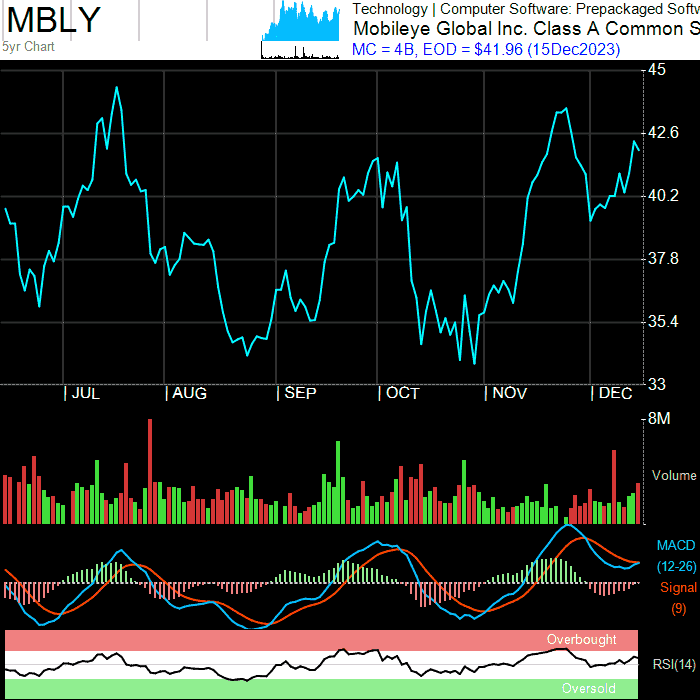 MBLY
5yr Chart
Technology | Computer Software: Prepackaged Softw
Mobileye Global Inc. Class A Common S
MC = 4B, EOD = $41.96 (15Dec2023)
45
42.6
40.2
37.8
35.4
33
JUL AUG SEP OCT NOV DEC
8M
Volume
MACD
(12-26)
Signal
(9)
Overbought
RSI(14)
Oversold